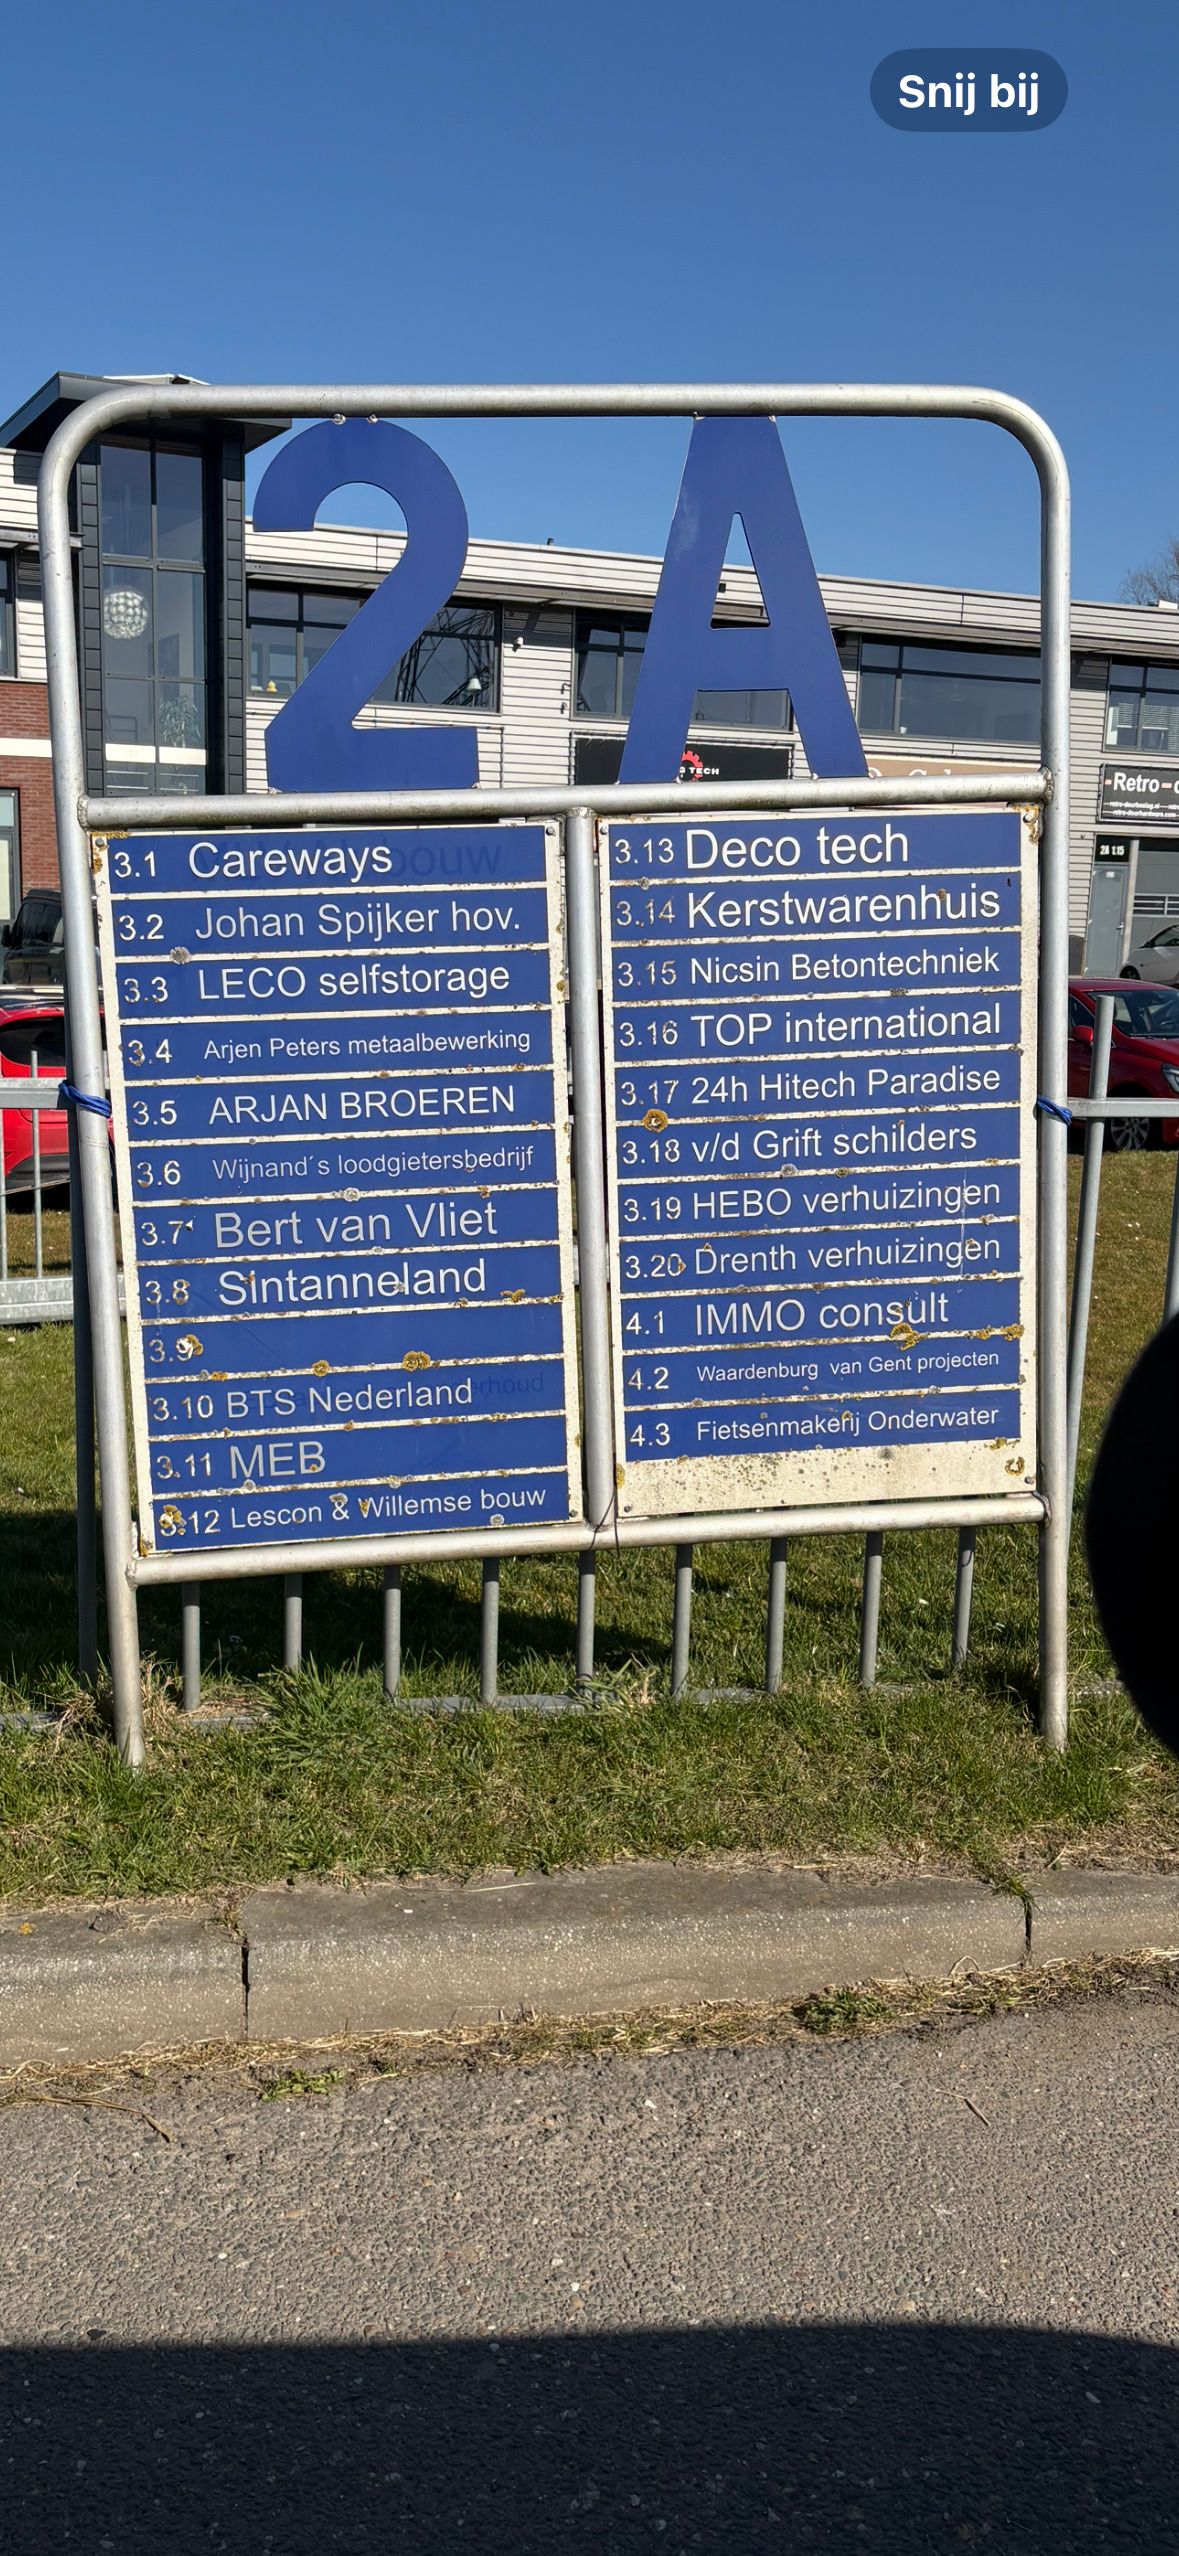 Snij bij
2 A
3.1 Careways
3.2 Johan Spijker hov.
3.3 LECO selfstorage
3.4 Arjen Peters metaalbewerking
3.5 ARJAN BROEREN
3.6 Wijnand´s loodgietersbedrijf
3.7 Bert van Vliet
3.8 Sintanneland
3.9
3.10 BTS Nederland
3.11 MEB
3.12 Lescon & Willemse bouw
3.13 Deco tech
3.14 Kerstwarenhuis
3.15 Nicsin Betontechniek
3.16 TOP international
3.17 24h Hitech Paradise
3.18 v/d Grift schilders
3.19 HEBO verhuizingen
3.20 Drenth verhuizingen
4.1 IMMO consult
4.2 Waardenburg van Gent projecten
4.3 Fietsenmakerij Onderwater
TECH
Retro
2A 1.15